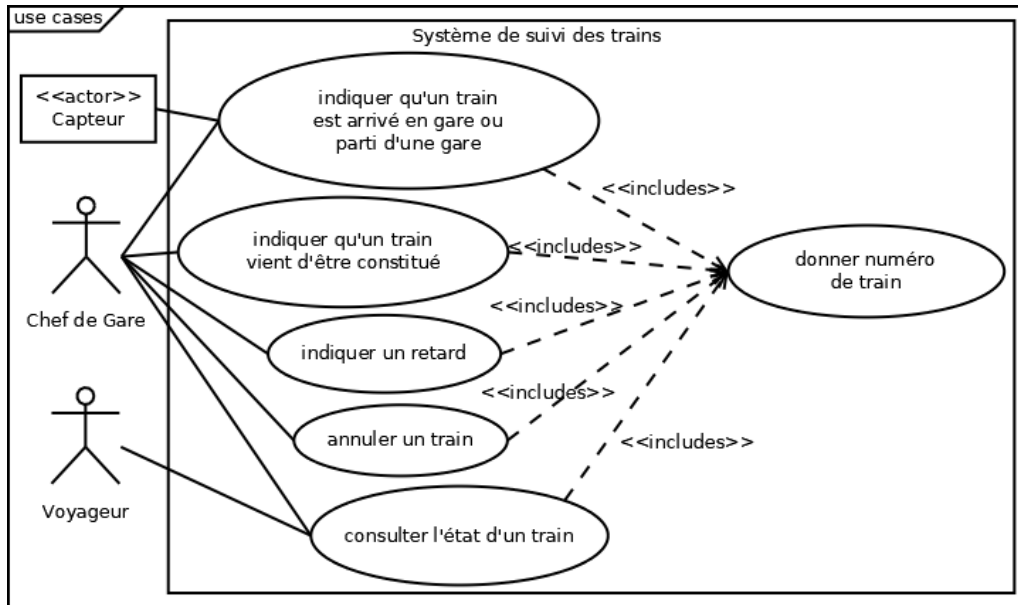 use cases
Système de suivi des trains
<<actor>>
Capteur
indiquer qu'un train
est arrivé en gare ou
parti d'une gare
<<includes>>
indiquer qu'un train
vient d'être constitué
<<includes>>
donner numéro
de train
Chef de Gare
<<includes>>
indiquer un retard
<<includes>>
annuler un train
<<includes>>
Voyageur
consulter l'état d'un train